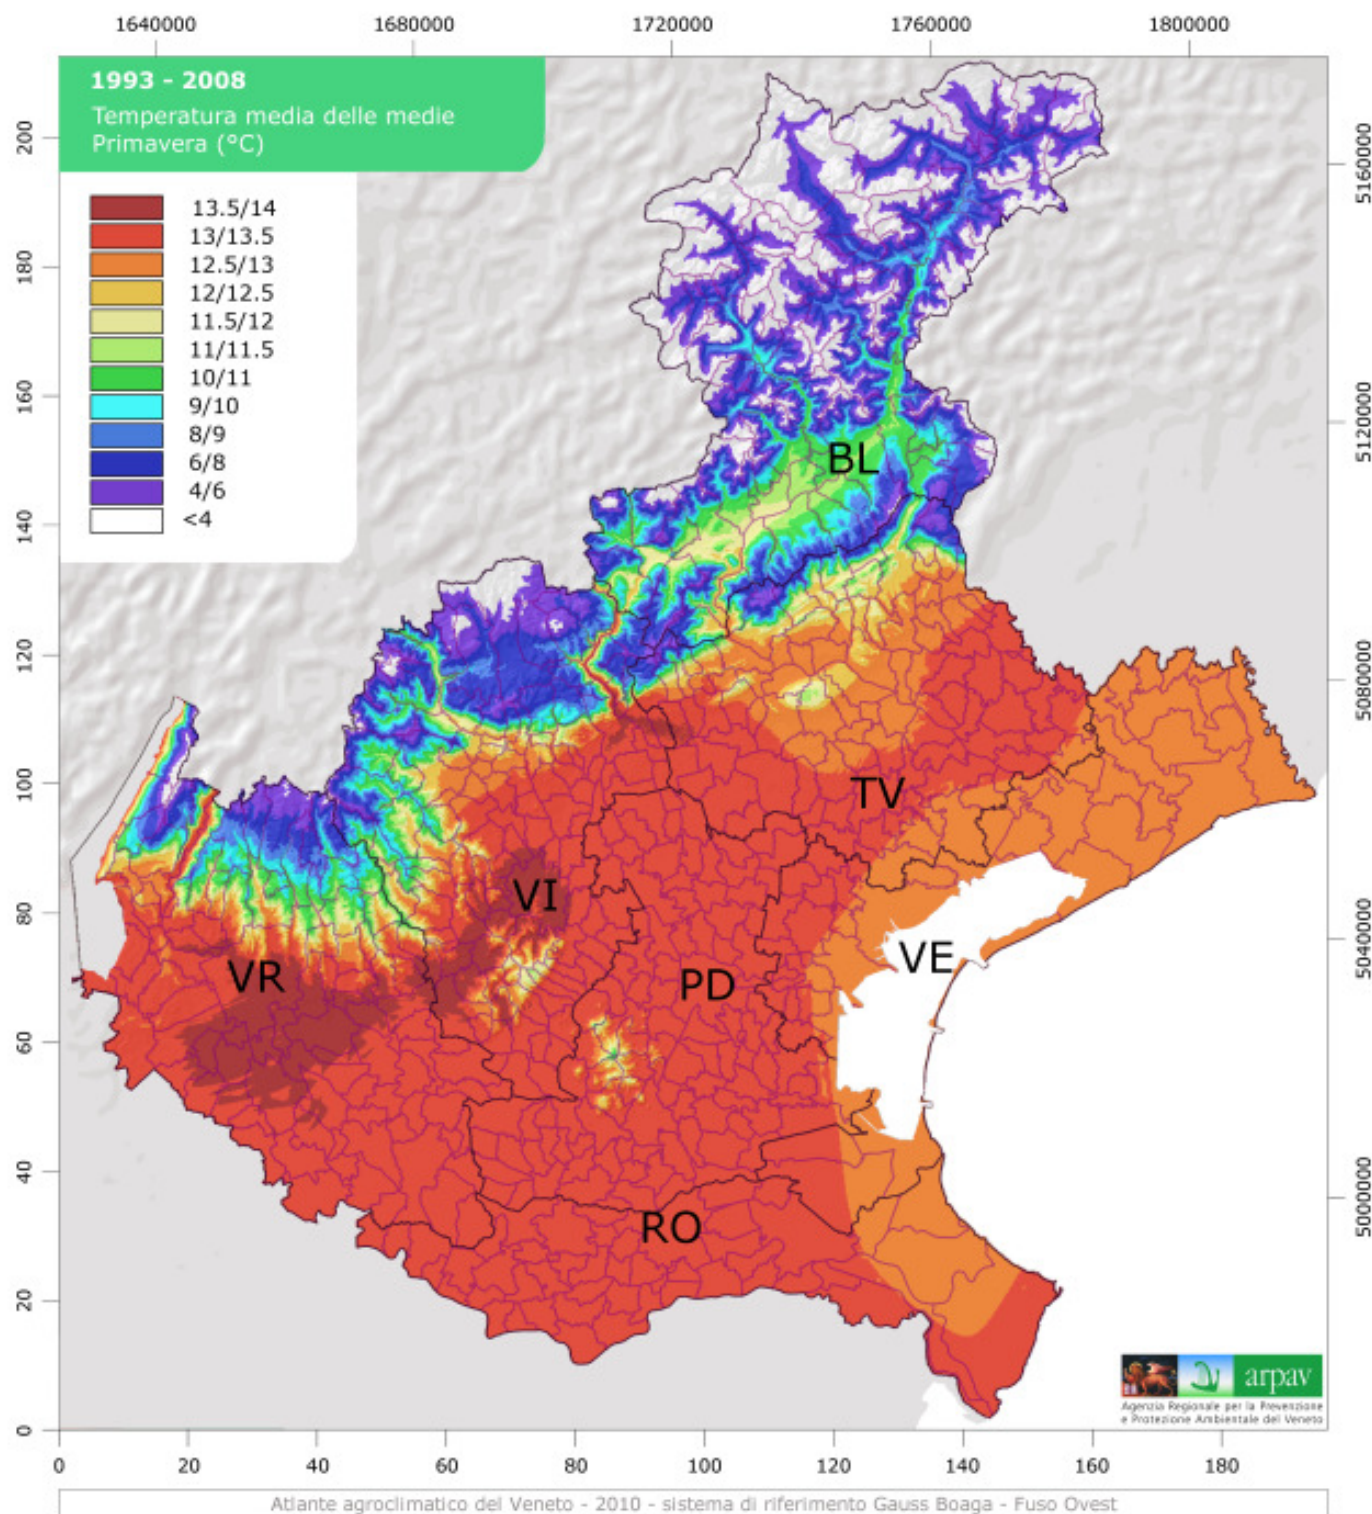 1640000 1680000 1720000 1760000 1800000
1993 - 2008
Temperatura media delle medie
Primavera (°C)
13.5/14
13/13.5
12.5/13
12/12.5
11.5/12
11/11.5
10/11
9/10
8/9
6/8
4/6
<4
200
180
160
140
120
100
80
60
40
20
0
5160000
5120000
5080000
5040000
5000000
BL
TV
VI
VE
VR
PD
RO
arpav
Agenzia Regionale per la Prevenzione
e Protezione Ambientale del Veneto
0 20 40 60 80 100 120 140 160 180
Atlante agroclimatico del Veneto - 2010 - sistema di riferimento Gauss Boaga - Fuso Ovest